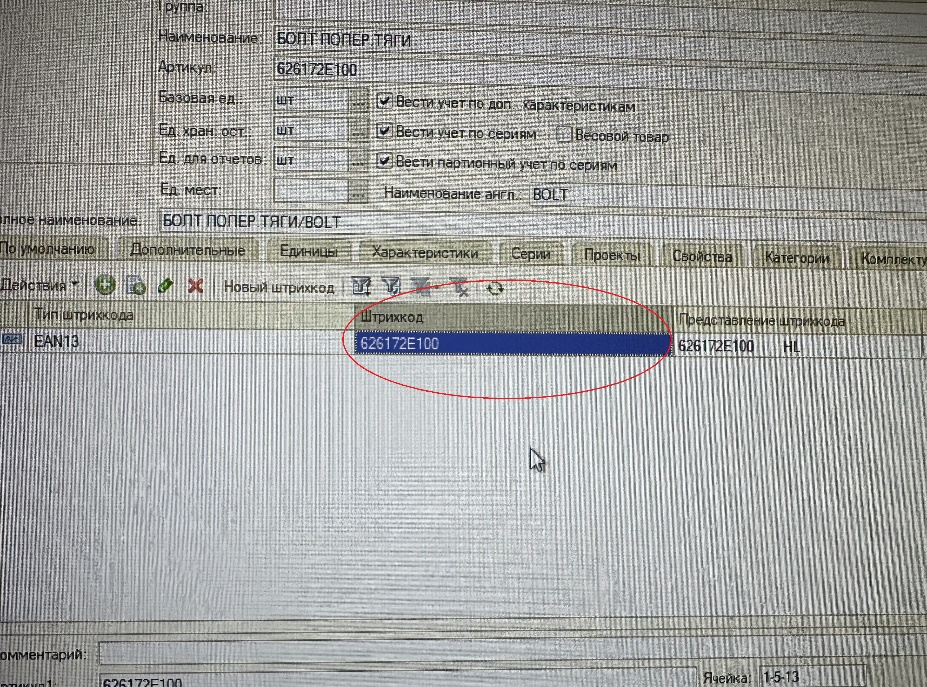 Группа:
Наименование: БОЛТ ПОПЕР.ТЯГИ
Артикул: 626172E100
Базовая ед.: шт ... Вести учет по доп. характеристикам
Ед. хран. ост.: шт ... Вести учет по сериям Весовой товар
Ед. для отчетов: шт ... Вести партионный учет по сериям
Ед. мест: ... Наименование англ.: BOLT
лное наименование: БОЛТ ПОПЕР.ТЯГИ/BOLT
По умолчанию Дополнительные Единицы Характеристики Серии Проекты Свойства Категории Комплекту
Действия Новый штрихкод
Тип штрихкода Штрихкод Представление штрихкода
EAN13 626172E100 626172E100 HL
омментарий:
ртикул1: 626172E100 Ячейка: 1-5-13